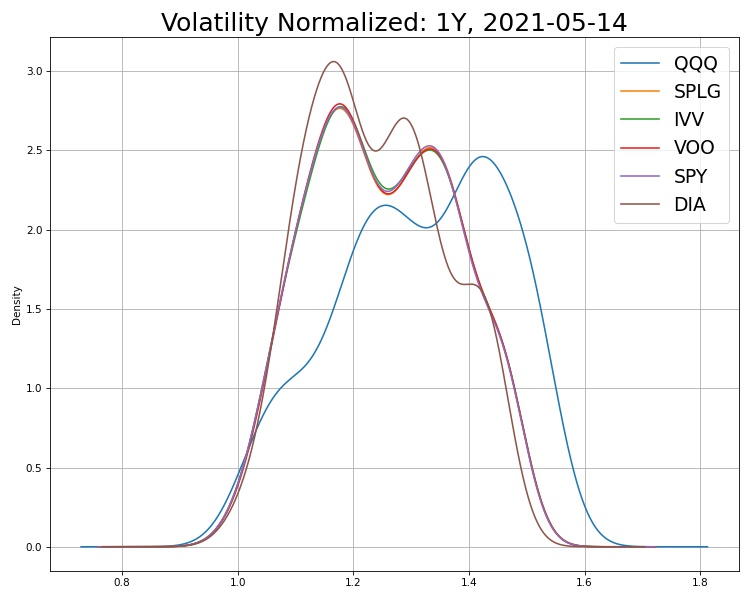 Volatility Normalized: 1Y, 2021-05-14
QQQ
SPLG
IVV
VOO
SPY
DIA
Density
3.0
2.5
2.0
1.5
1.0
0.5
0.0
0.8 1.0 1.2 1.4 1.6 1.8